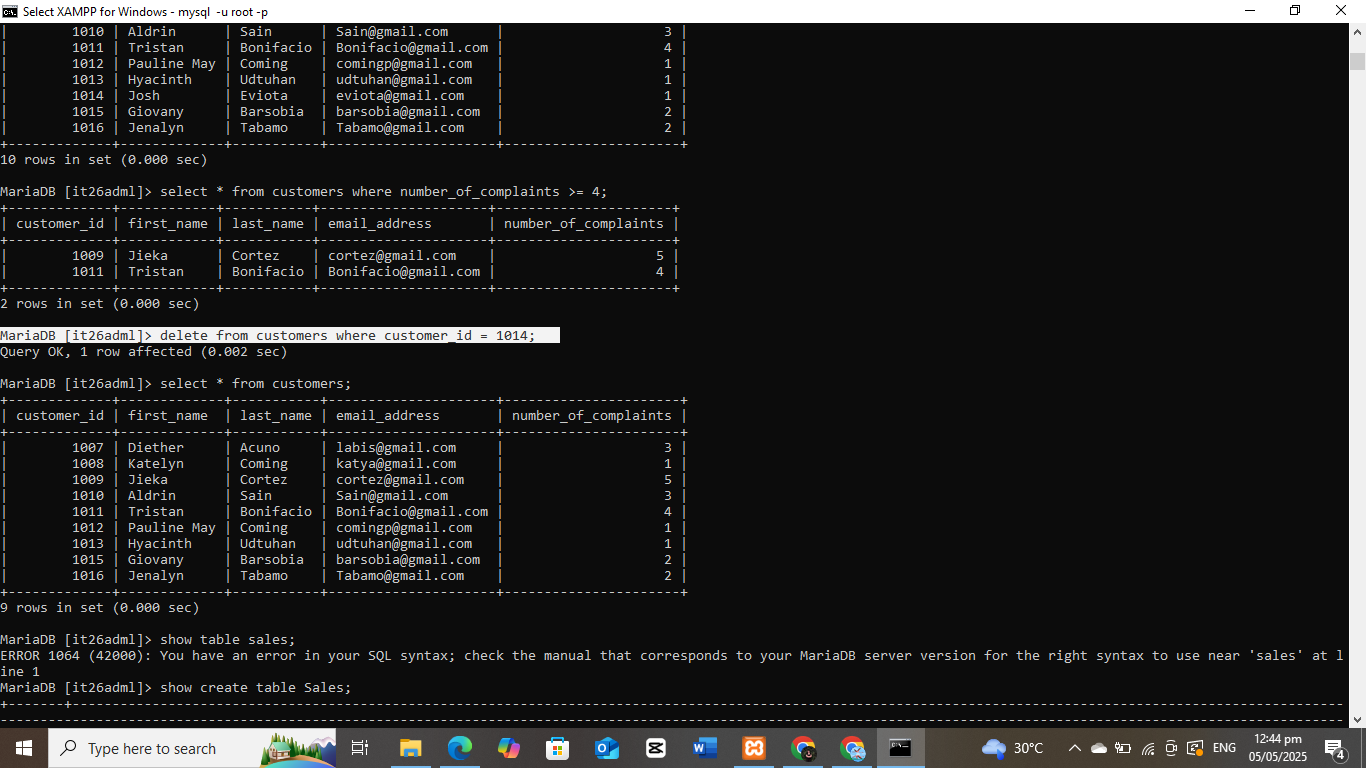 Select XAMPP for Windows - mysql -u root -p
|        1010 | Aldrin     | Sain      | Sain@gmail.com      |                    3 |
|        1011 | Tristan    | Bonifacio | Bonifacio@gmail.com |                    4 |
|        1012 | Pauline May | Coming    | comingp@gmail.com   |                    1 |
|        1013 | Hyacinth   | Udtuhan   | udtuhan@gmail.com   |                    1 |
|        1014 | Josh       | Eviota    | eviota@gmail.com    |                    1 |
|        1015 | Giovany    | Barsobia  | barsobia@gmail.com  |                    2 |
|        1016 | Jenalyn    | Tabamo    | Tabamo@gmail.com    |                    2 |
10 rows in set (0.000 sec)
MariaDB [it26adml]> select * from customers where number_of_complaints >= 4;
| customer_id | first_name | last_name | email_address       | number_of_complaints |
|        1009 | Jieka      | Cortez    | cortez@gmail.com    |                    5 |
|        1011 | Tristan    | Bonifacio | Bonifacio@gmail.com |                    4 |
2 rows in set (0.000 sec)
MariaDB [it26adml]> delete from customers where customer_id = 1014;
Query OK, 1 row affected (0.002 sec)
MariaDB [it26adml]> select * from customers;
| customer_id | first_name  | last_name | email_address       | number_of_complaints |
|        1007 | Diether     | Acuno     | labis@gmail.com     |                    3 |
|        1008 | Katelyn     | Coming    | katya@gmail.com     |                    1 |
|        1009 | Jieka       | Cortez    | cortez@gmail.com    |                    5 |
|        1010 | Aldrin      | Sain      | Sain@gmail.com      |                    3 |
|        1011 | Tristan     | Bonifacio | Bonifacio@gmail.com |                    4 |
|        1012 | Pauline May | Coming    | comingp@gmail.com   |                    1 |
|        1013 | Hyacinth    | Udtuhan   | udtuhan@gmail.com   |                    1 |
|        1015 | Giovany     | Barsobia  | barsobia@gmail.com  |                    2 |
|        1016 | Jenalyn     | Tabamo    | Tabamo@gmail.com    |                    2 |
9 rows in set (0.000 sec)
MariaDB [it26adml]> show table sales;
ERROR 1064 (42000): You have an error in your SQL syntax; check the manual that corresponds to your MariaDB server version for the right syntax to use near 'sales' at l
ine 1
MariaDB [it26adml]> show create table Sales;
Type here to search
30°C
ENG
12:44 pm
05/05/2025
4